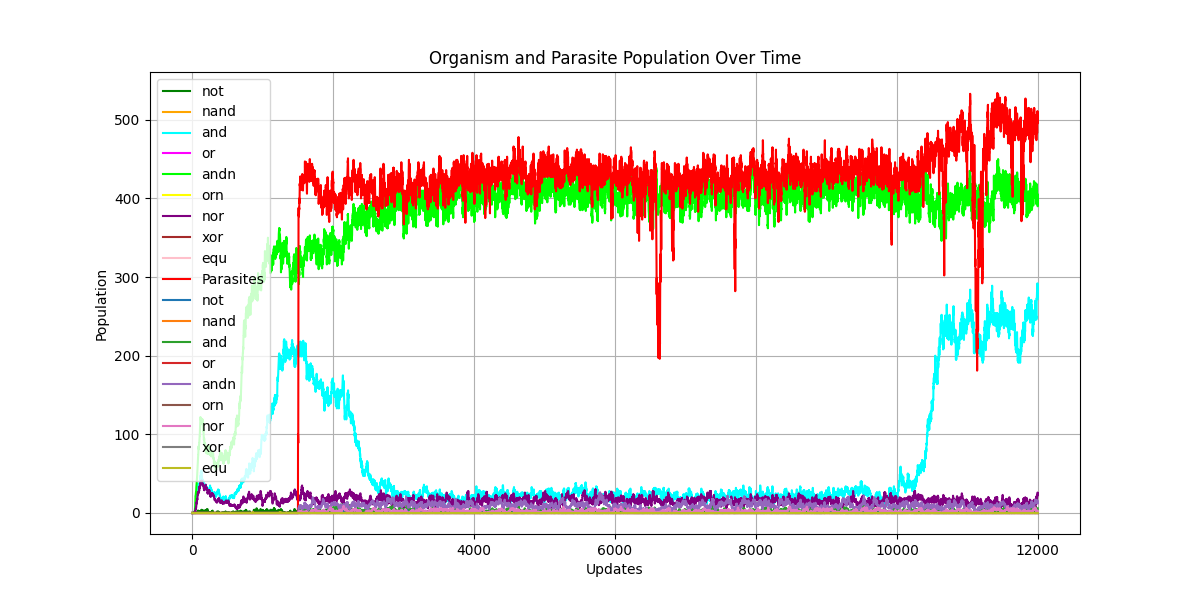 Organism and Parasite Population Over Time
500
400
300
200
100
0
Population
not
nand
and
or
andn
orn
nor
xor
equ
Parasites
not
nand
and
or
andn
orn
nor
xor
equ
0 2000 4000 6000 8000 10000 12000
Updates